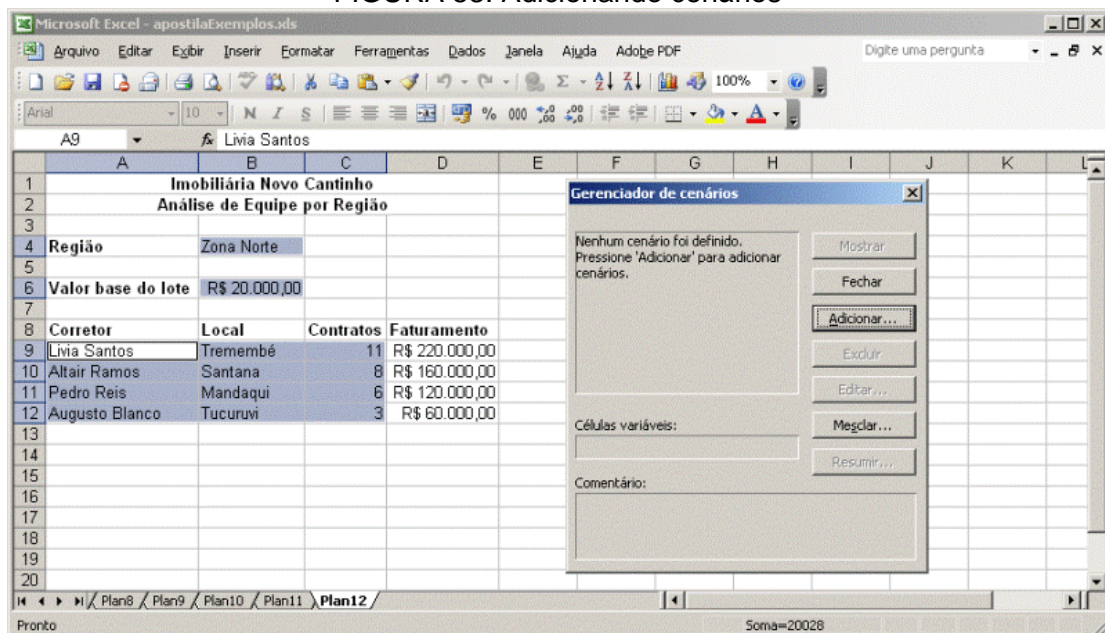 Microsoft Excel - apostilaExemplos.xls
Arquivo Editar Exibir Inserir Formatar Ferramentas Dados Janela Ajuda Adobe PDF Digite uma pergunta
100%
Arial 10 N I S % 000
A9 fx Livia Santos
A B C D E F G H I J K L
1 Imobiliária Novo Cantinho
2 Análise de Equipe por Região
3
4 Região Zona Norte
5
6 Valor base do lote R$ 20.000,00
7
8 Corretor Local Contratos Faturamento
9 Livia Santos Tremembé 11 R$ 220.000,00
10 Altair Ramos Santana 8 R$ 160.000,00
11 Pedro Reis Mandaqui 6 R$ 120.000,00
12 Augusto Blanco Tucuruvi 3 R$ 60.000,00
13
14
15
16
17
18
19
20
Gerenciador de cenários
Nenhum cenário foi definido.
Pressione 'Adicionar' para adicionar
cenários.
Mostrar
Fechar
Adicionar...
Excluir
Editar...
Células variáveis:
Mesclar...
Resumir...
Comentário:
Plan8 Plan9 Plan10 Plan11 Plan12
Pronto Soma=20028